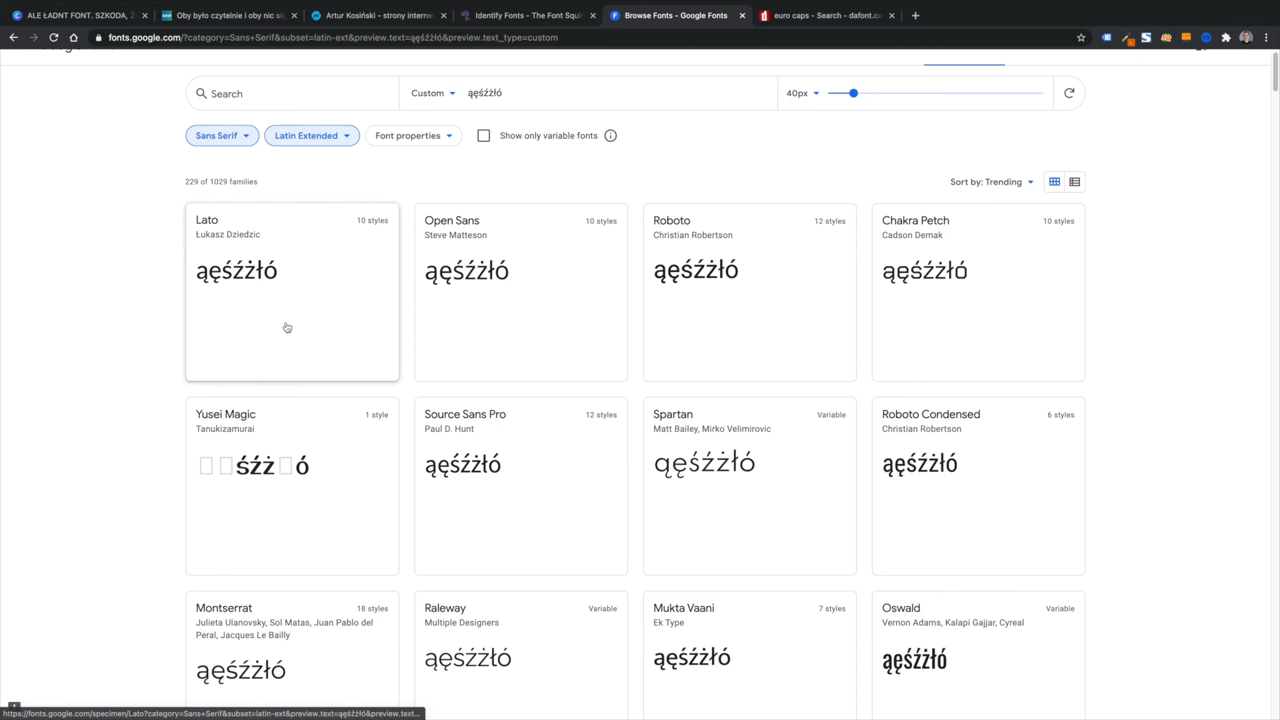 ALE ŁADNT FONT. SZKODA, Ż
Oby było czytelnie i oby nic się
Artur Kosiński - strony interne
Identify Fonts - The Font Squir
Browse Fonts - Google Fonts
euro caps - Search - dafont.c
fonts.google.com/?category=Sans+Serif&subset=latin-ext&preview.text=ąęśźżłó&preview.text_type=custom
Search
Custom
ąęśźżłó
40px
Sans Serif
Latin Extended
Font properties
Show only variable fonts
229 of 1029 families
Sort by: Trending
Lato
10 styles
Łukasz Dziedzic
ąęśźżłó
Open Sans
10 styles
Steve Matteson
ąęśźżłó
Roboto
12 styles
Christian Robertson
ąęśźżłó
Chakra Petch
10 styles
Cadson Demak
ąęśźżłó
Yusei Magic
1 style
Tanukizamurai
śźż ó
Source Sans Pro
12 styles
Paul D. Hunt
ąęśźżłó
Spartan
Variable
Matt Bailey, Mirko Velimirovic
ąęśźżłó
Roboto Condensed
6 styles
Christian Robertson
ąęśźżłó
Montserrat
18 styles
Julieta Ulanovsky, Sol Matas, Juan Pablo del
Peral, Jacques Le Bailly
ąęśźżłó
Raleway
Variable
Multiple Designers
ąęśźżłó
Mukta Vaani
7 styles
Ek Type
ąęśźżłó
Oswald
Variable
Vernon Adams, Kalapi Gajjar, Cyreal
ąęśźżłó
https://fonts.google.com/specimen/Lato?category=Sans+Serif&subset=latin-ext&preview.text=ąęśźżłó&preview.text...